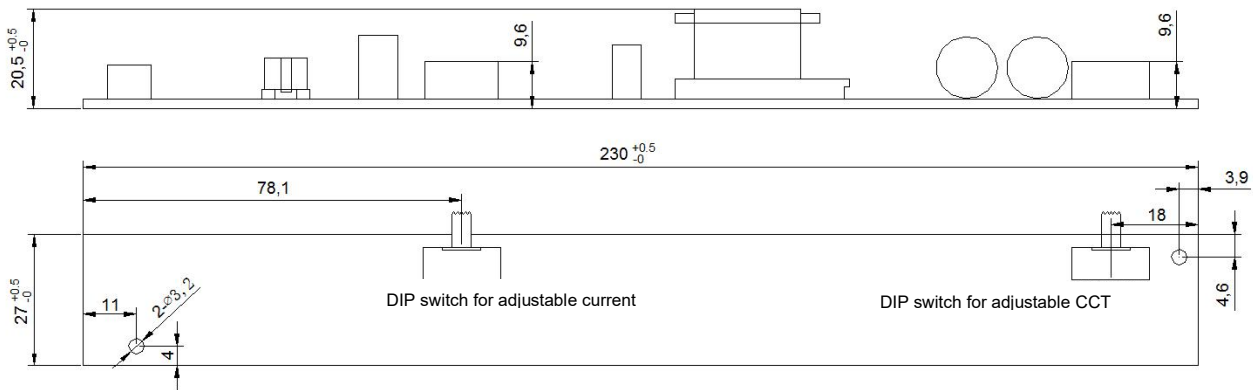 20,5 +0.5 -0
9,6
9,6
230 +0.5 -0
78,1
3,9
18
27 +0.5 -0
11
2-⌀3,2
4
4,6
DIP switch for adjustable current
DIP switch for adjustable CCT